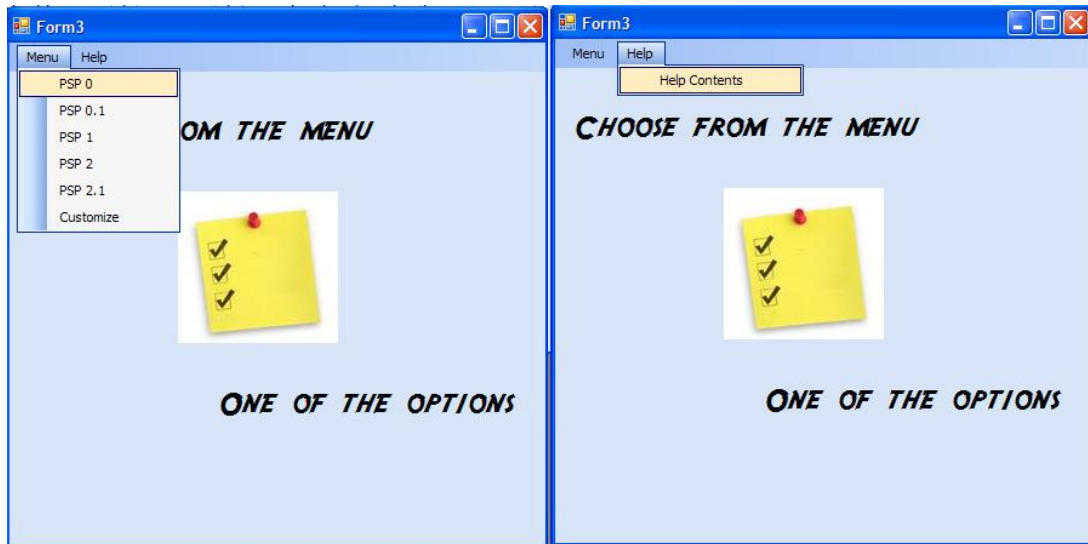 Form3
Menu Help
PSP 0
PSP 0.1
PSP 1
PSP 2
PSP 2.1
Customize
OM THE MENU
ONE OF THE OPTIONS
Form3
Menu Help
Help Contents
CHOOSE FROM THE MENU
ONE OF THE OPTIONS